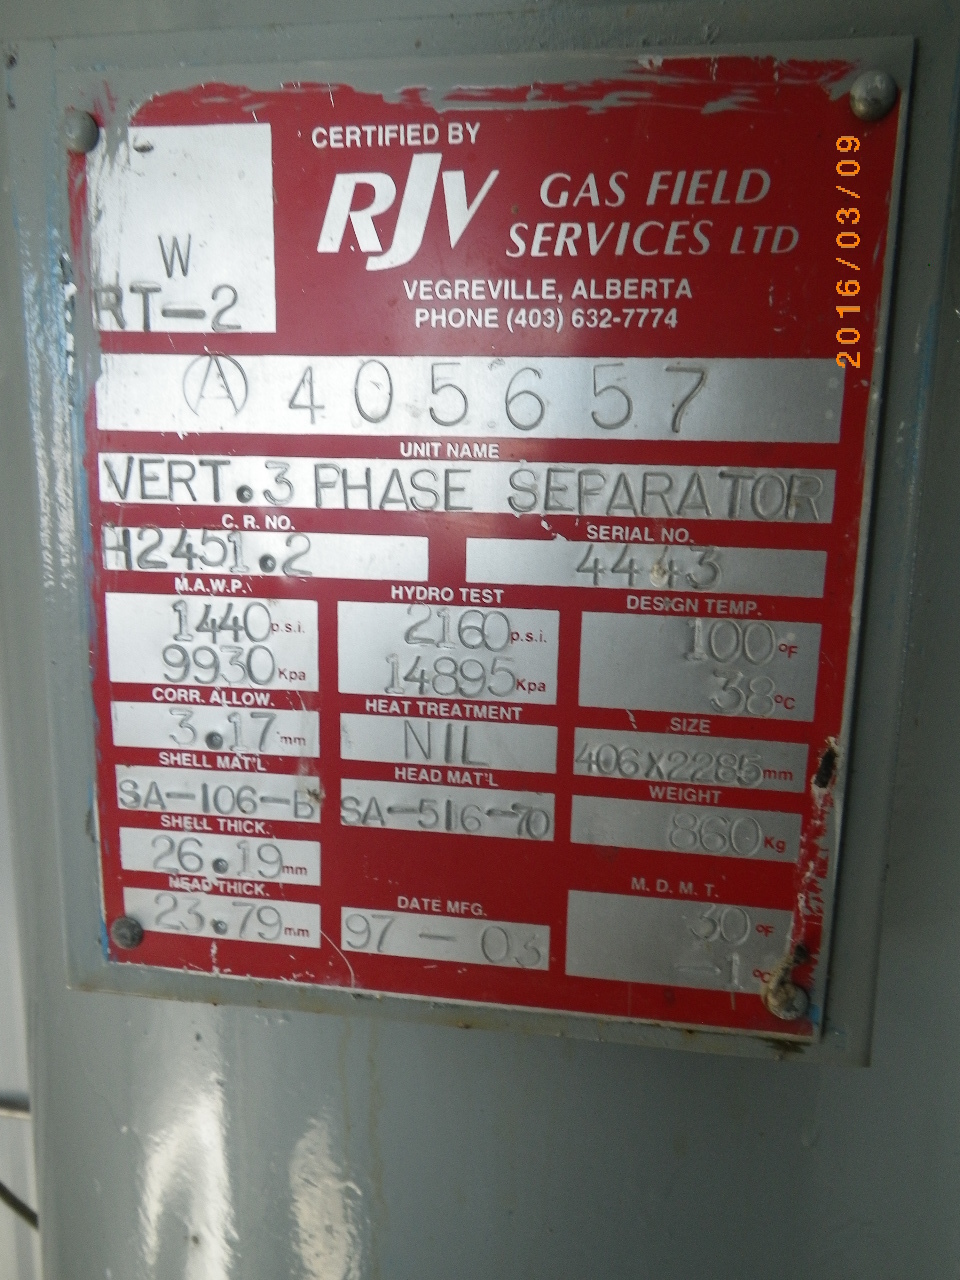 CERTIFIED BY
RJV GAS FIELD
SERVICES LTD
VEGREVILLE, ALBERTA
PHONE (403) 632-7774
W
RT-2
2016/03/09
Ⓐ 405657
UNIT NAME
VERT. 3 PHASE SEPARATOR
C. R. NO.
H2451.2
SERIAL NO.
4443
M.A.W.P.
1440 p.s.i.
9930 Kpa
HYDRO TEST
2160 p.s.i.
14895 Kpa
DESIGN TEMP.
100 °F
38 °C
CORR. ALLOW.
3.17 mm
HEAT TREATMENT
NIL
SIZE
406X2285 mm
SHELL MAT'L
SA-106-B
HEAD MAT'L
SA-516-70
WEIGHT
860 Kg
SHELL THICK.
26.19 mm
HEAD THICK.
23.79 mm
DATE MFG.
97-03
M. D. M. T.
30 °F
-1 °C